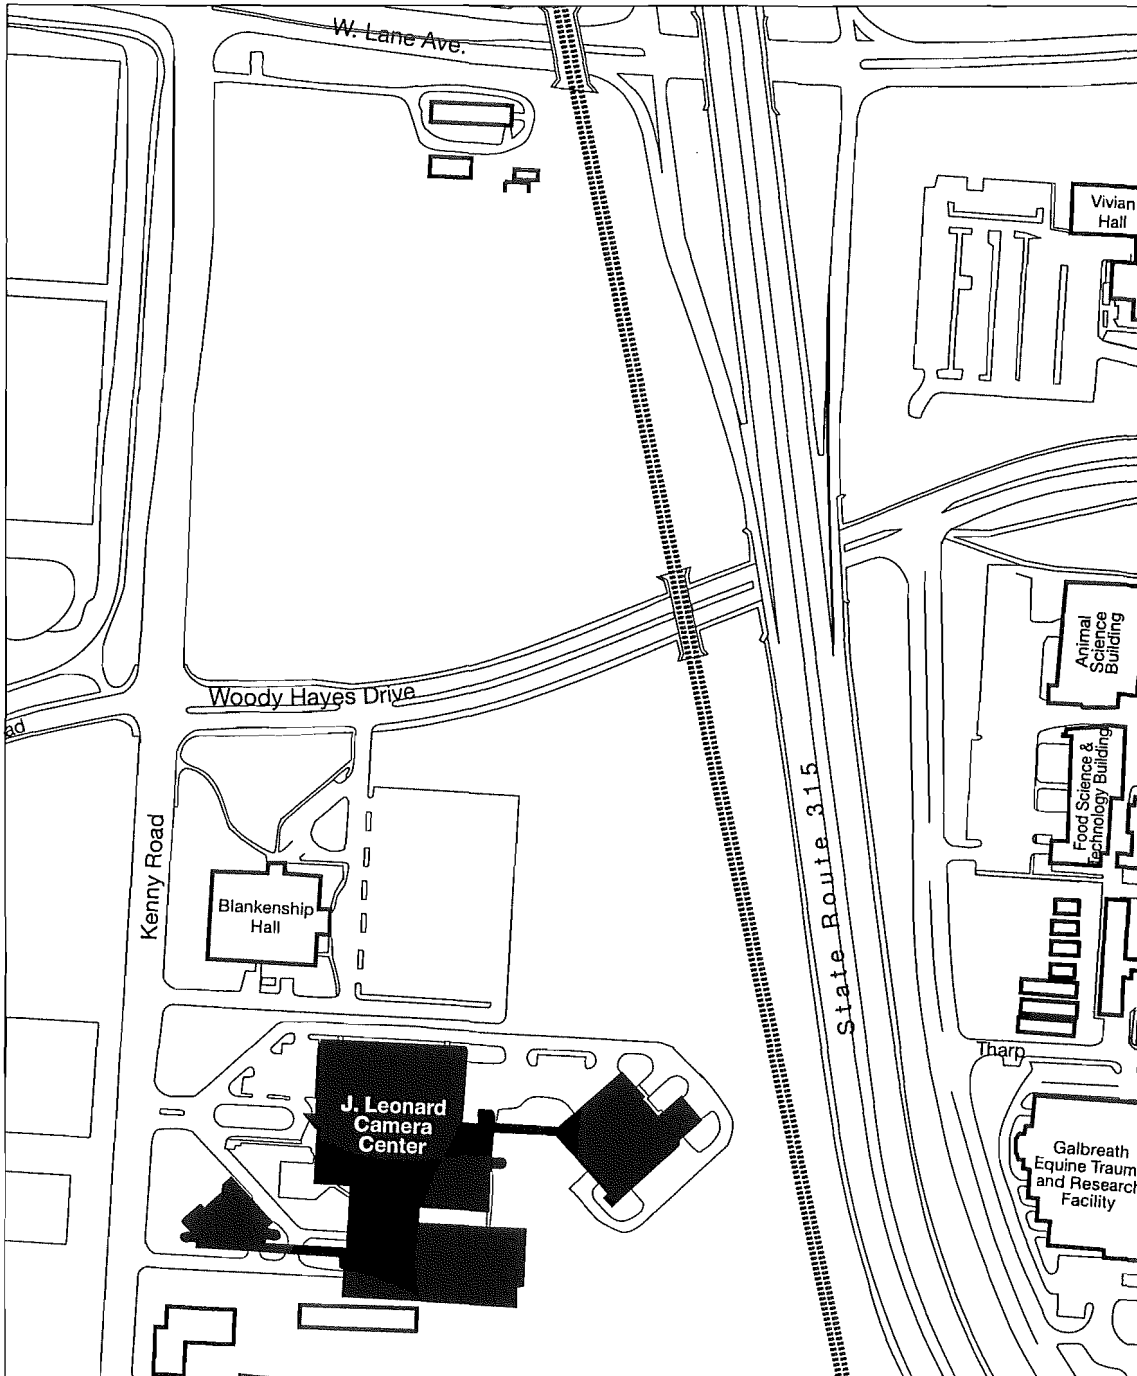 W. Lane Ave.
Vivian
Hall
Animal
Science
Building
Woody Hayes Drive
ad
Food Science &
Technology Building
State Route 315
Kenny Road
Blankenship
Hall
Tharp
J. Leonard
Camera
Center
Galbreath
Equine Traum
and Research
Facility